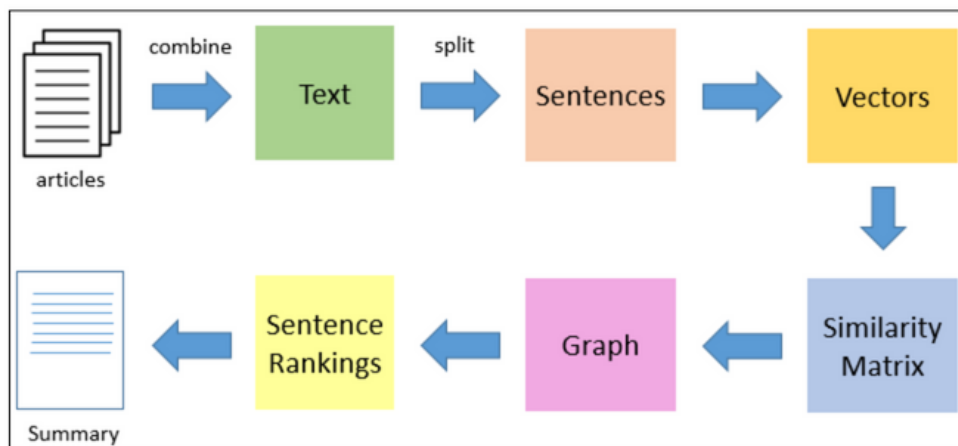 combine
split
Text
Sentences
Vectors
articles
Similarity
Matrix
Graph
Sentence
Rankings
Summary